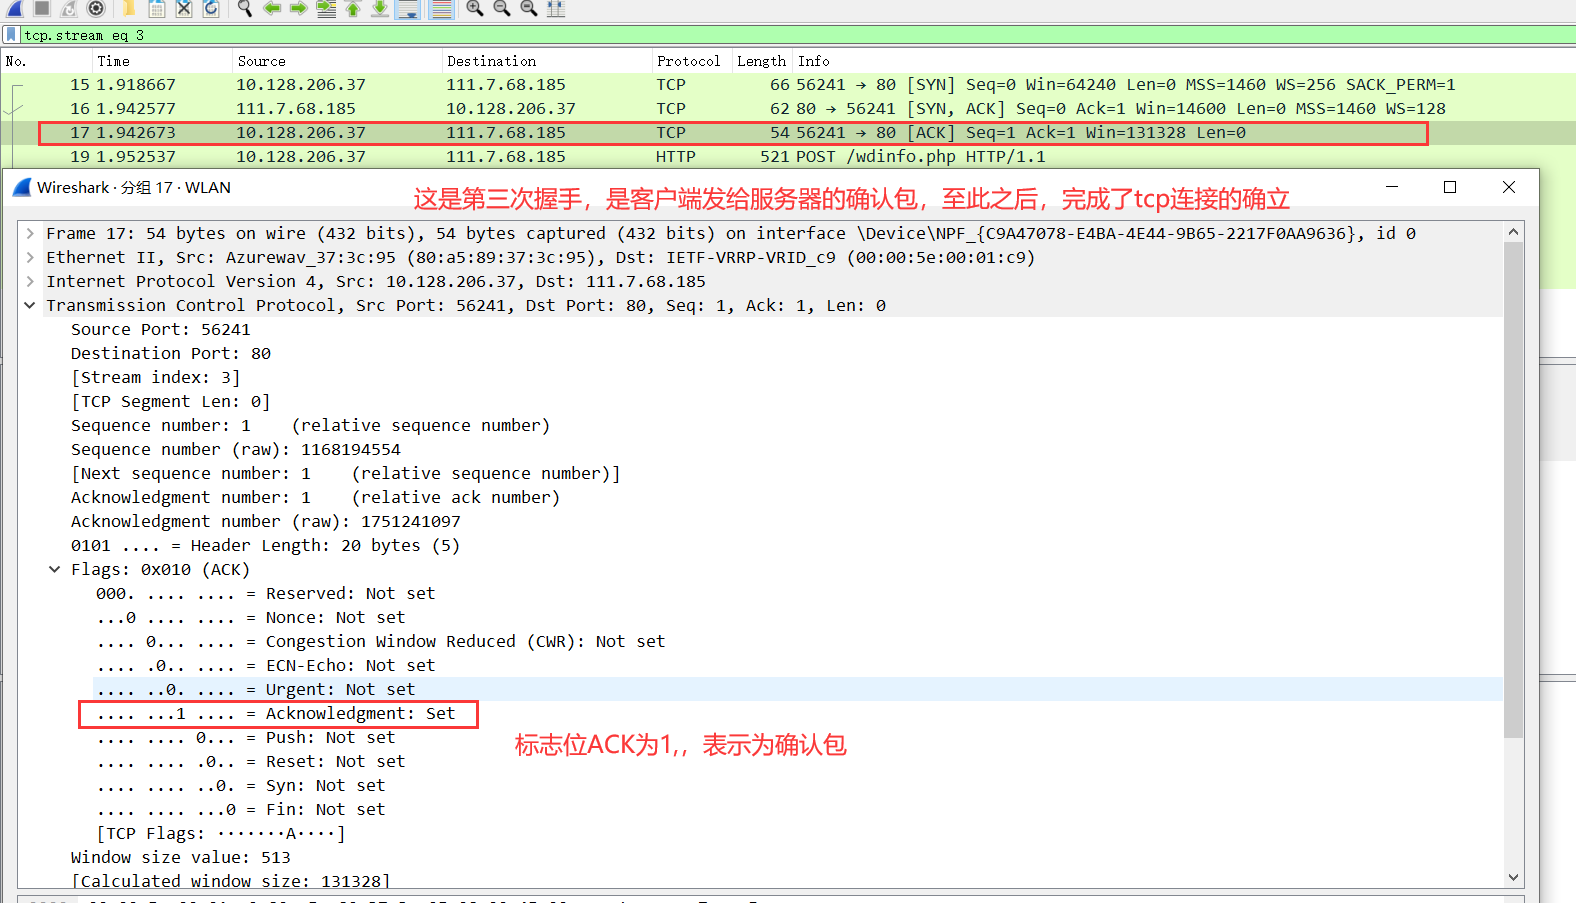 tcp.stream eq 3
No. Time Source Destination Protocol Length Info
15 1.918667 10.128.206.37 111.7.68.185 TCP 66 56241 → 80 [SYN] Seq=0 Win=64240 Len=0 MSS=1460 WS=256 SACK_PERM=1
16 1.942577 111.7.68.185 10.128.206.37 TCP 62 80 → 56241 [SYN, ACK] Seq=0 Ack=1 Win=14600 Len=0 MSS=1460 WS=128
17 1.942673 10.128.206.37 111.7.68.185 TCP 54 56241 → 80 [ACK] Seq=1 Ack=1 Win=131328 Len=0
19 1.952537 10.128.206.37 111.7.68.185 HTTP 521 POST /wdinfo.php HTTP/1.1
Wireshark · 分组 17 · WLAN
这是第三次握手，是客户端发给服务器的确认包，至此之后，完成了tcp连接的确立
Frame 17: 54 bytes on wire (432 bits), 54 bytes captured (432 bits) on interface \Device\NPF_{C9A47078-E4BA-4E44-9B65-2217F0AA9636}, id 0
Ethernet II, Src: Azurewav_37:3c:95 (80:a5:89:37:3c:95), Dst: IETF-VRRP-VRID_c9 (00:00:5e:00:01:c9)
Internet Protocol Version 4, Src: 10.128.206.37, Dst: 111.7.68.185
Transmission Control Protocol, Src Port: 56241, Dst Port: 80, Seq: 1, Ack: 1, Len: 0
Source Port: 56241
Destination Port: 80
[Stream index: 3]
[TCP Segment Len: 0]
Sequence number: 1    (relative sequence number)
Sequence number (raw): 1168194554
[Next sequence number: 1    (relative sequence number)]
Acknowledgment number: 1    (relative ack number)
Acknowledgment number (raw): 1751241097
0101 .... = Header Length: 20 bytes (5)
Flags: 0x010 (ACK)
000. .... .... = Reserved: Not set
...0 .... .... = Nonce: Not set
.... 0... .... = Congestion Window Reduced (CWR): Not set
.... .0.. .... = ECN-Echo: Not set
.... ..0. .... = Urgent: Not set
.... ...1 .... = Acknowledgment: Set
.... .... 0... = Push: Not set
标志位ACK为1,，表示为确认包
.... .... .0.. = Reset: Not set
.... .... ..0. = Syn: Not set
.... .... ...0 = Fin: Not set
[TCP Flags: ·······A····]
Window size value: 513
[Calculated window size: 131328]